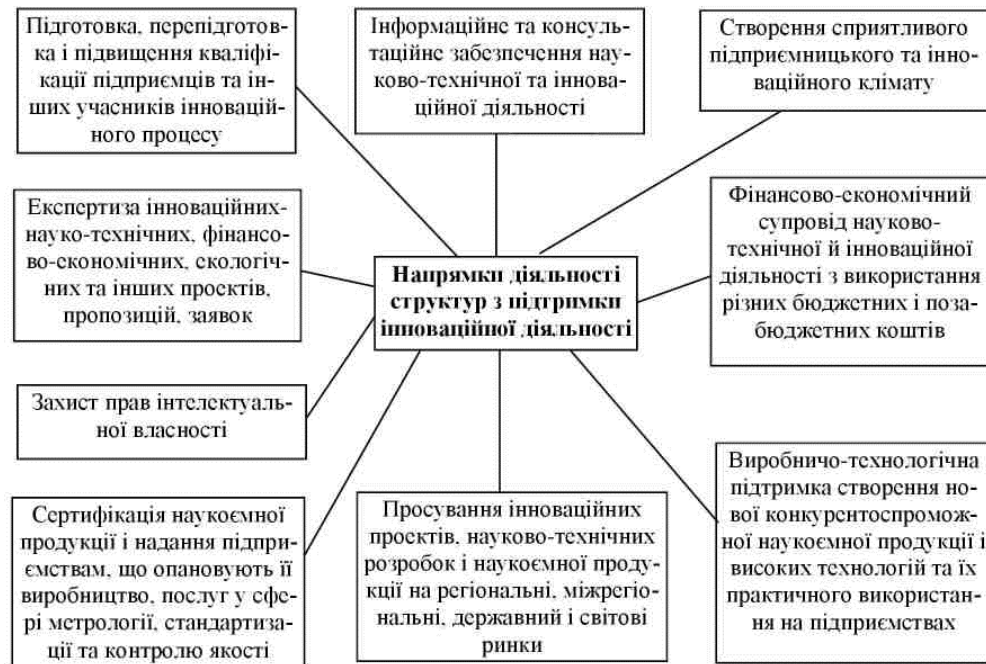 Підготовка, перепідготов-
ка і підвищення кваліфі-
кації підприємців та ін-
ших учасників інновацій-
ного процесу
Інформаційне та консуль-
таційне забезпечення нау-
ково-технічної та іннова-
ційної діяльності
Створення сприятливого
підприємницького та інно-
ваційного клімату
Експертиза інноваційних-
науко-технічних, фінансо-
во-економічних, екологіч-
них та інших проектів,
пропозицій, заявок
Напрямки діяльності
структур з підтримки
інноваційної діяльності
Фінансово-економічний
супровід науково-
технічної й інноваційної
діяльності з використання
різних бюджетних і поза-
бюджетних коштів
Захист прав інтелектуаль-
ної власності
Сертифікація наукоємної
продукції і надання підпри-
ємствам, що опановують її
виробництво, послуг у сфе-
рі метрології, стандартиза-
ції та контролю якості
Просування інноваційних
проектів, науково-технічних
розробок і наукоємної проду-
кції на регіональні, міжрегіо-
нальні, державний і світові
ринки
Виробничо-технологічна
підтримка створення но-
вої конкурентоспромож-
ної наукоємної продукції і
високих технологій та їх
практичного використан-
ня на підприємствах